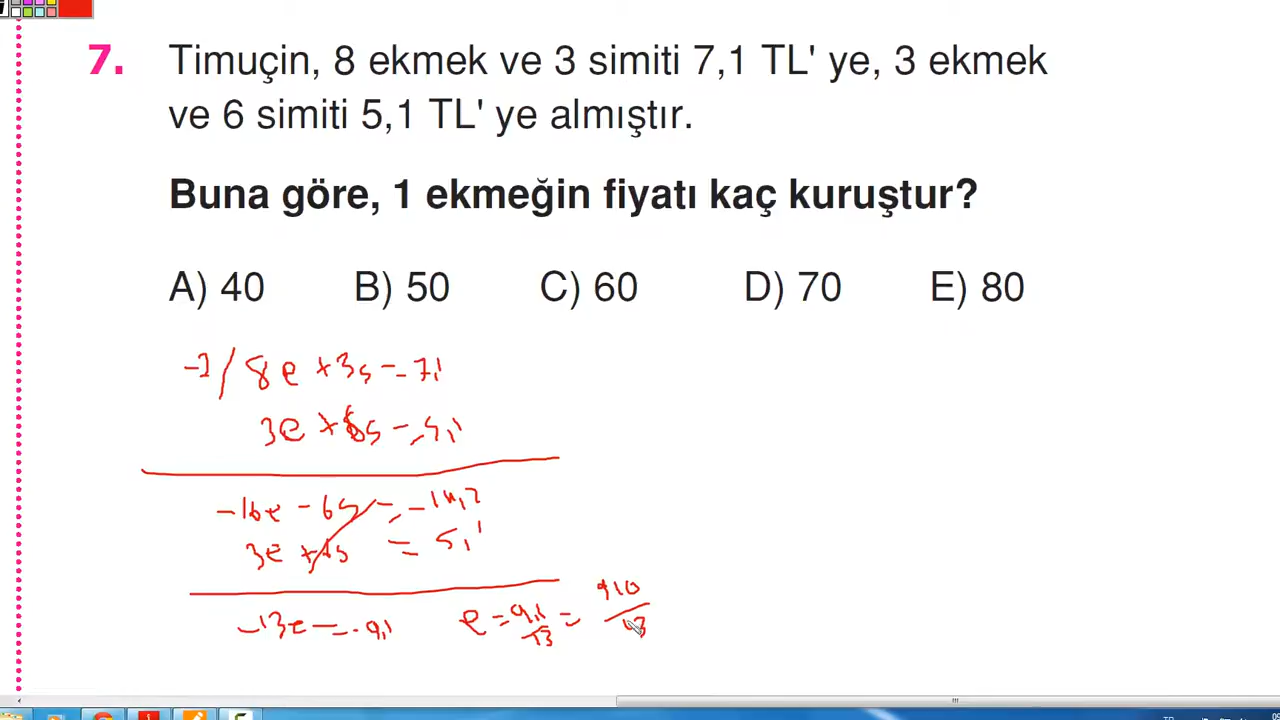 7. Timuçin, 8 ekmek ve 3 simiti 7,1 TL' ye, 3 ekmek
ve 6 simiti 5,1 TL' ye almıştır.
Buna göre, 1 ekmeğin fiyatı kaç kuruştur?
A) 40 B) 50 C) 60 D) 70 E) 80
-2/ 8e + 3s = 7,1
3e + 6s = 5,1
-16e - 6s = -14,2
3e + 6s = 5,1
-13e = -9,1 e = 9,1/13 = 910/13